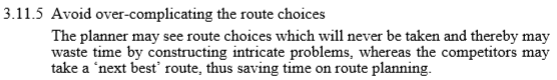 3.11.5 Avoid over-complicating the route choices
The planner may see route choices which will never be taken and thereby may
waste time by constructing intricate problems, whereas the competitors may
take a ‘next best’ route, thus saving time on route planning.